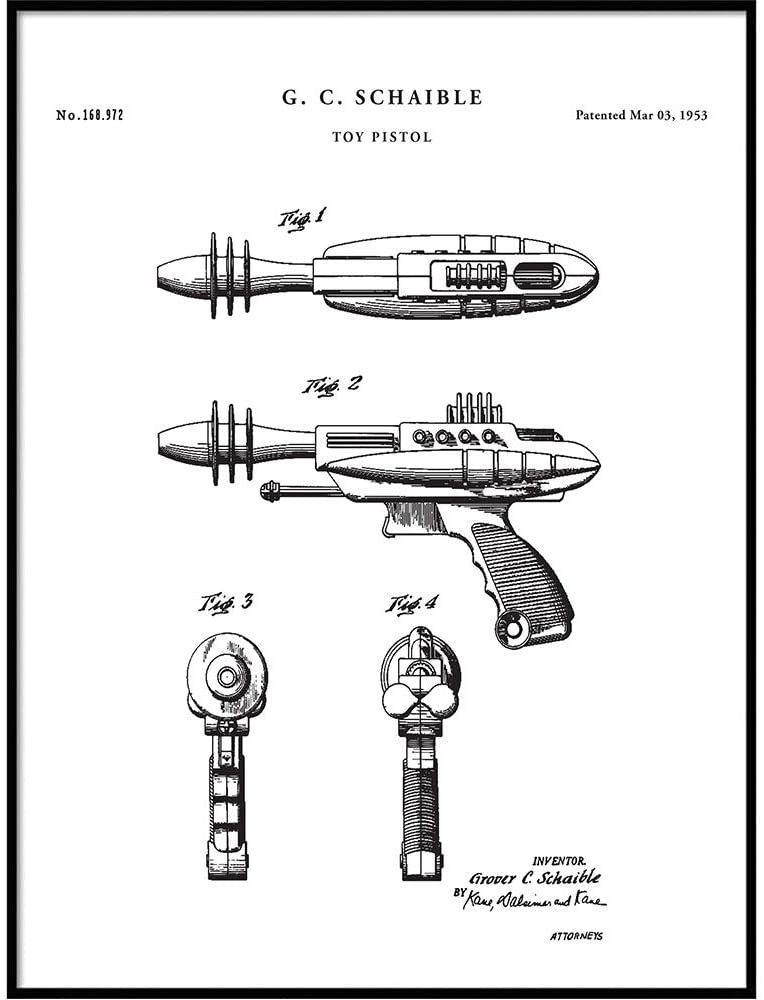 G. C. SCHAIBLE
No.168.972
Patented Mar 03, 1953
TOY PISTOL
Fig. 1
Fig. 2
Fig. 3
Fig. 4
INVENTOR.
Grover C. Schaible
BY Kane, Dalsimer and Kane
ATTORNEYS